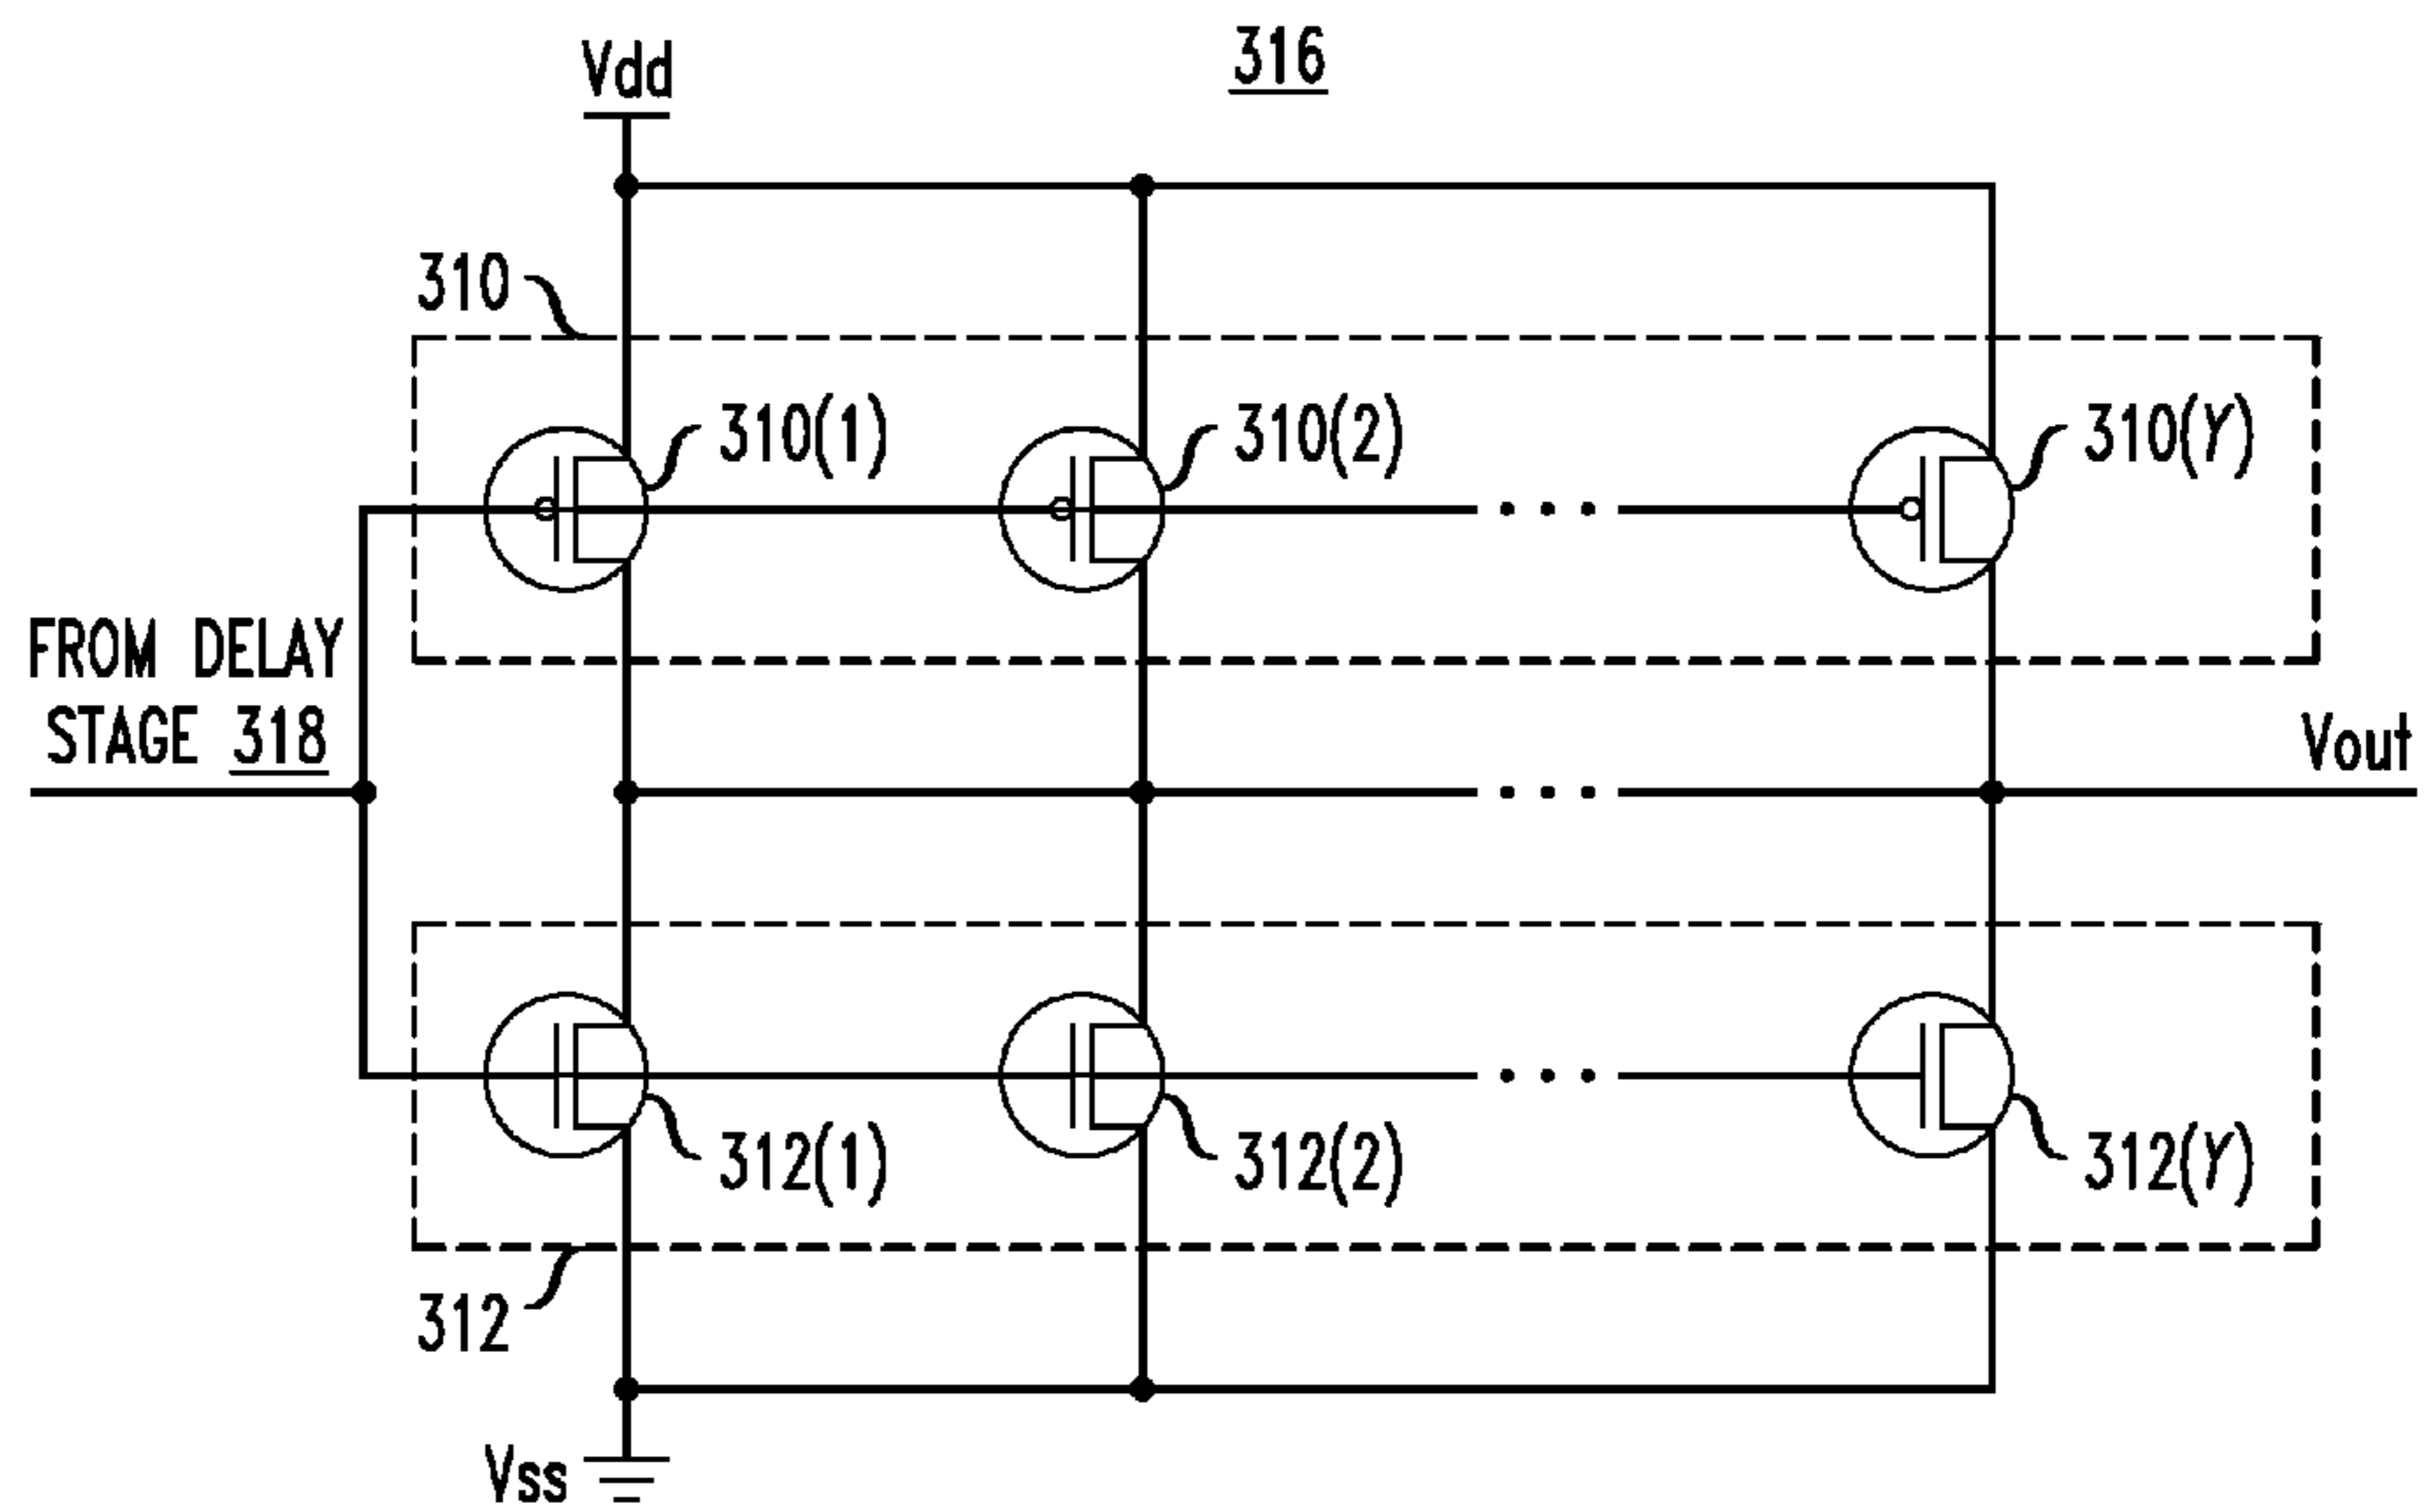 316
Vdd
310
310(1)
310(2)
310(Y)
FROM DELAY
STAGE 318
Vout
312(1)
312(2)
312(Y)
312
Vss